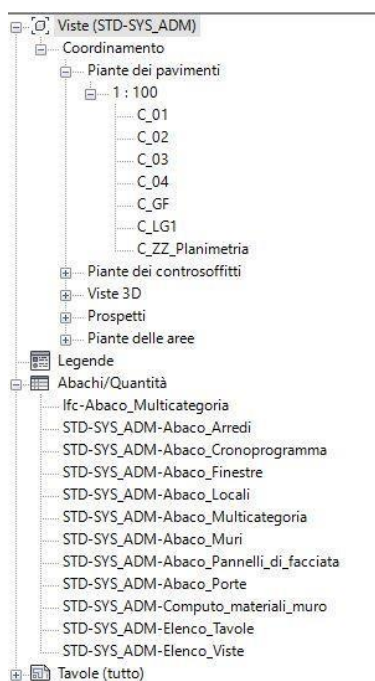 Viste (STD-SYS_ADM)
Coordinamento
Piante dei pavimenti
1 : 100
C_01
C_02
C_03
C_04
C_GF
C_LG1
C_ZZ_Planimetria
Piante dei controsoffitti
Viste 3D
Prospetti
Piante delle aree
Legende
Abachi/Quantità
Ifc-Abaco_Multicategoria
STD-SYS_ADM-Abaco_Arredi
STD-SYS_ADM-Abaco_Cronoprogramma
STD-SYS_ADM-Abaco_Finestre
STD-SYS_ADM-Abaco_Locali
STD-SYS_ADM-Abaco_Multicategoria
STD-SYS_ADM-Abaco_Muri
STD-SYS_ADM-Abaco_Pannelli_di_facciata
STD-SYS_ADM-Abaco_Porte
STD-SYS_ADM-Computo_materiali_muro
STD-SYS_ADM-Elenco_Tavole
STD-SYS_ADM-Elenco_Viste
Tavole (tutto)